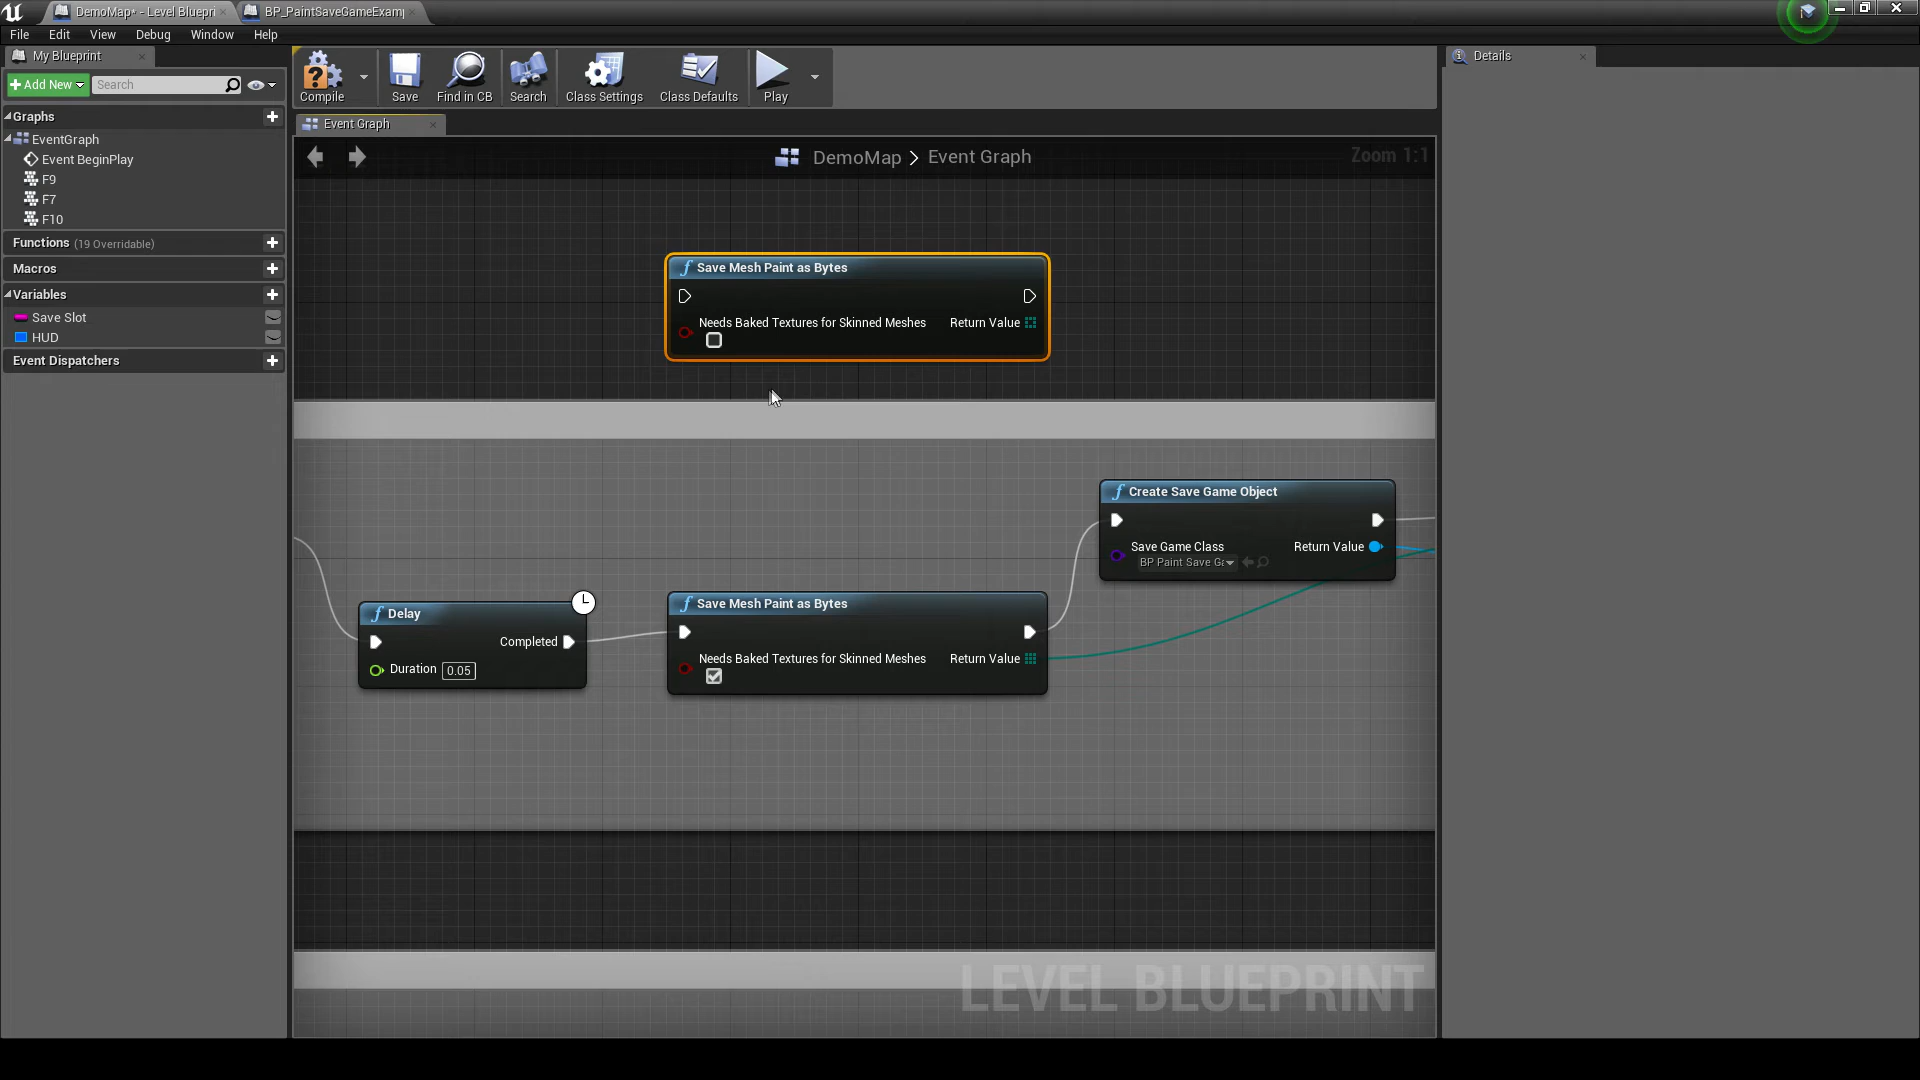 DemoMap* - Level Bluepri
BP_PaintSaveGameExam
File Edit View Debug Window Help
My Blueprint
Details
Add New
Search
Compile
Save
Find in CB
Search
Class Settings
Class Defaults
Play
Graphs
Event Graph
EventGraph
Event BeginPlay
DemoMap > Event Graph
Zoom 1:1
F9
F7
F10
Functions (19 Overridable)
Macros
Variables
Save Slot
HUD
Event Dispatchers
f Save Mesh Paint as Bytes
Needs Baked Textures for Skinned Meshes Return Value
f Create Save Game Object
Save Game Class Return Value
BP Paint Save Ga
f Delay
Completed
Duration 0.05
f Save Mesh Paint as Bytes
Needs Baked Textures for Skinned Meshes Return Value
LEVEL BLUEPRINT